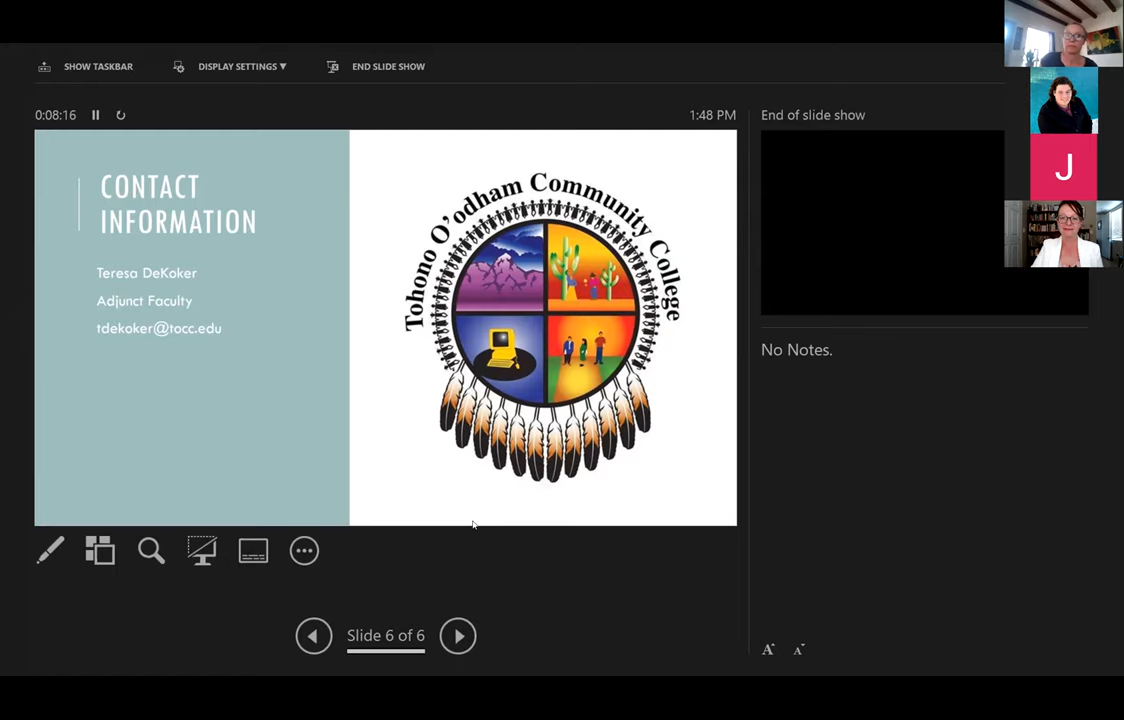 SHOW TASKBAR
DISPLAY SETTINGS ▼
END SLIDE SHOW
0:08:16
1:48 PM
End of slide show
CONTACT
INFORMATION
Teresa DeKoker
Adjunct Faculty
tdekoker@tocc.edu
Tohono O'odham Community College
J
No Notes.
Slide 6 of 6
A
A